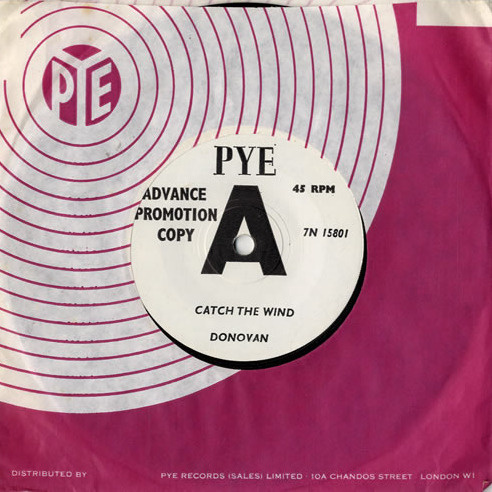 PYE
PYE
ADVANCE
PROMOTION
COPY
A
45 RPM
7N 15801
CATCH THE WIND
DONOVAN
DISTRIBUTED BY
PYE RECORDS (SALES) LIMITED · 10A CHANDOS STREET · LONDON W1